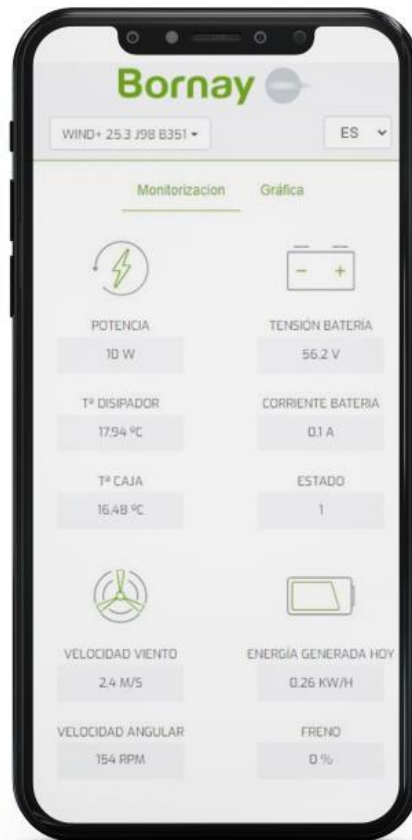 Bornay
WIND+ 25.3 J98 B351
ES
Monitorizacion Gráfica
POTENCIA TENSIÓN BATERÍA
10 W 56.2 V
Tª DISIPADOR CORRIENTE BATERIA
17.94 ºC 0.1 A
Tª CAJA ESTADO
16.48 ºC 1
VELOCIDAD VIENTO ENERGÍA GENERADA HOY
2.4 M/S 0.26 KW/H
VELOCIDAD ANGULAR FRENO
154 RPM 0 %